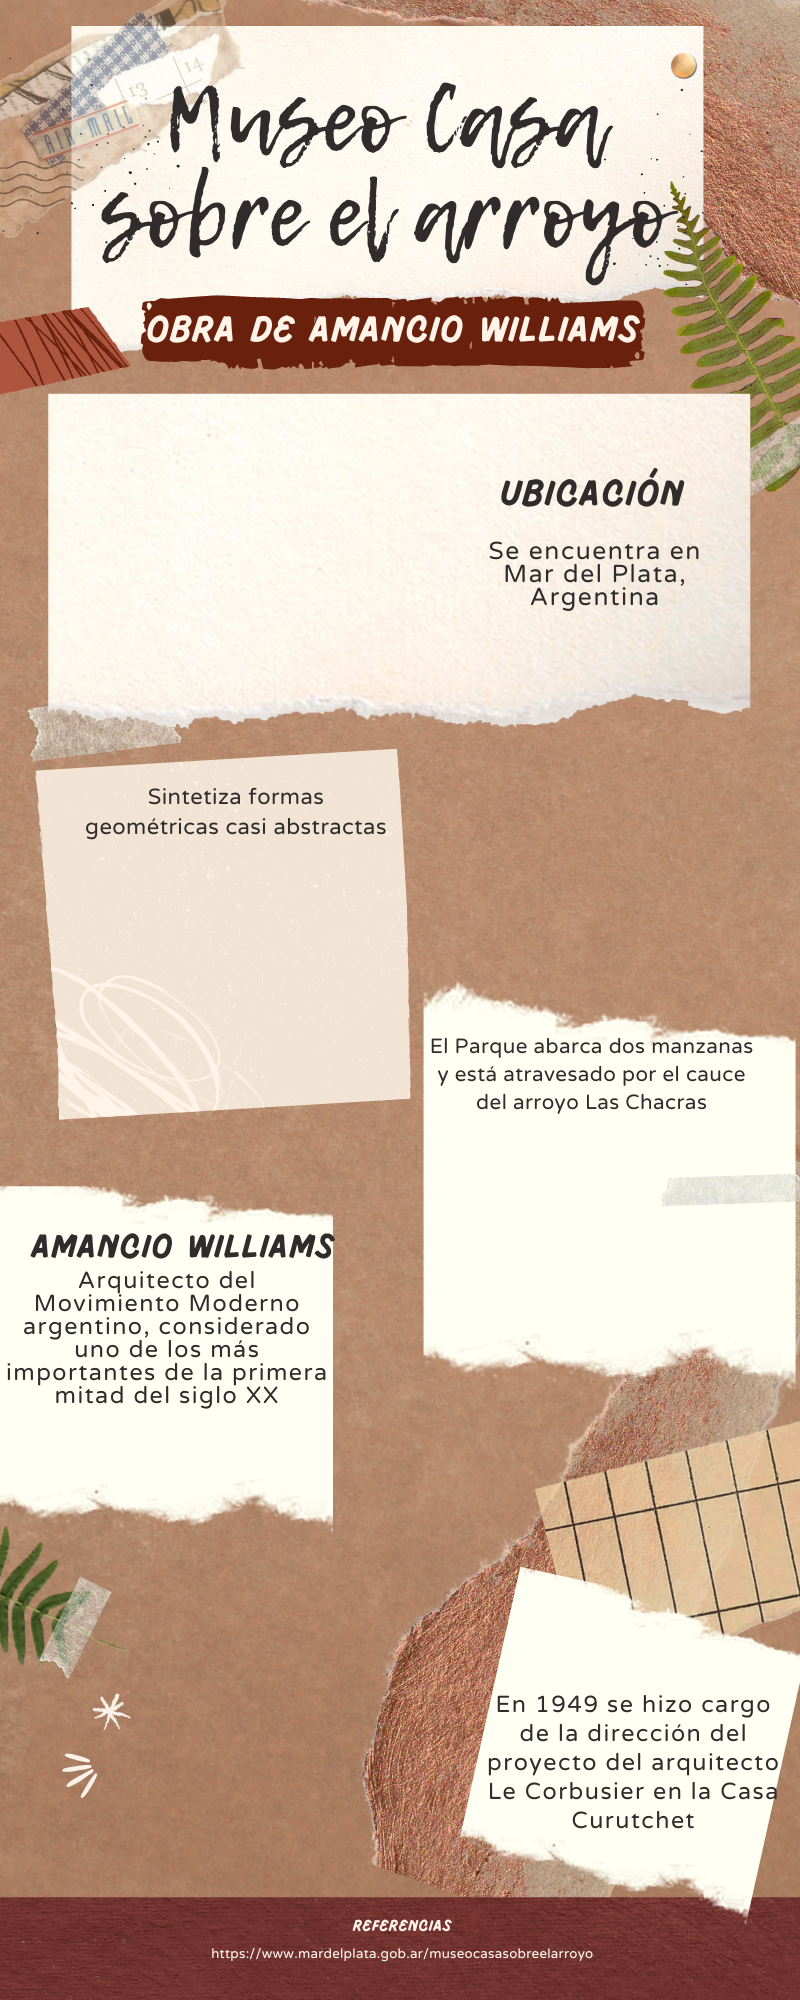 13
14
AIR·MAIL
Museo Casa
sobre el arroyo
OBRA DE AMANCIO WILLIAMS
UBICACIÓN
Se encuentra en
Mar del Plata,
Argentina
Sintetiza formas
geométricas casi abstractas
El Parque abarca dos manzanas
y está atravesado por el cauce
del arroyo Las Chacras
AMANCIO WILLIAMS
Arquitecto del
Movimiento Moderno
argentino, considerado
uno de los más
importantes de la primera
mitad del siglo XX
En 1949 se hizo cargo
de la dirección del
proyecto del arquitecto
Le Corbusier en la Casa
Curutchet
REFERENCIAS
https://www.mardelplata.gob.ar/museocasasobreelarroyo